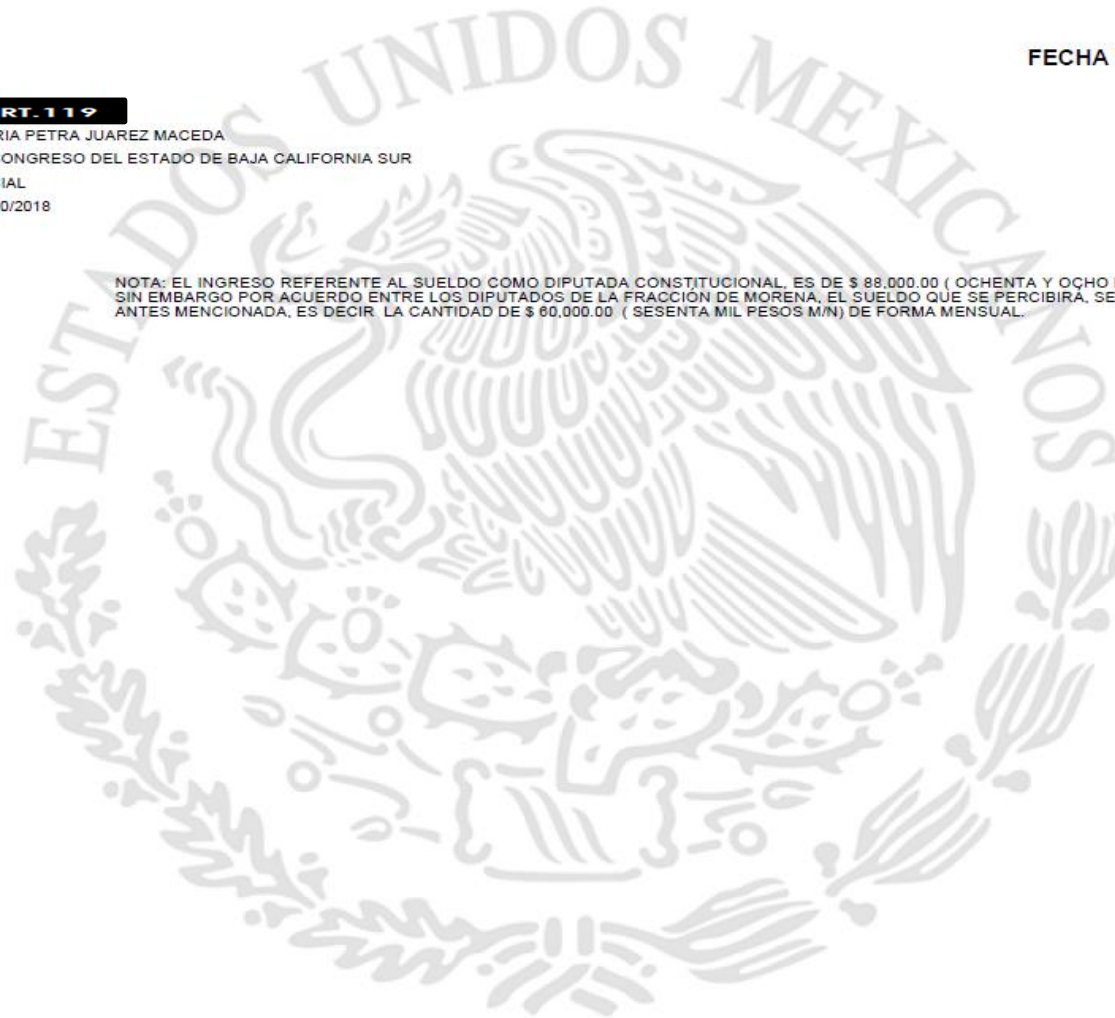 FECHA
RT.119
RIA PETRA JUAREZ MACEDA
ONGRESO DEL ESTADO DE BAJA CALIFORNIA SUR
IAL
0/2018
NOTA: EL INGRESO REFERENTE AL SUELDO COMO DIPUTADA CONSTITUCIONAL, ES DE $ 88,000.00 ( OCHENTA Y OCHO
SIN EMBARGO POR ACUERDO ENTRE LOS DIPUTADOS DE LA FRACCIÓN DE MORENA, EL SUELDO QUE SE PERCIBIRÁ, SE
ANTES MENCIONADA, ES DECIR LA CANTIDAD DE $ 60,000.00 ( SESENTA MIL PESOS M/N) DE FORMA MENSUAL.
ESTADOS UNIDOS MEXICANOS